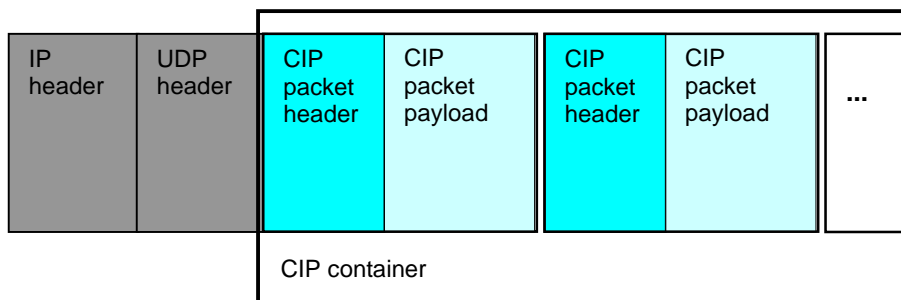 IP
header
UDP
header
CIP
packet
header
CIP
packet
payload
CIP
packet
header
CIP
packet
payload
...
CIP container